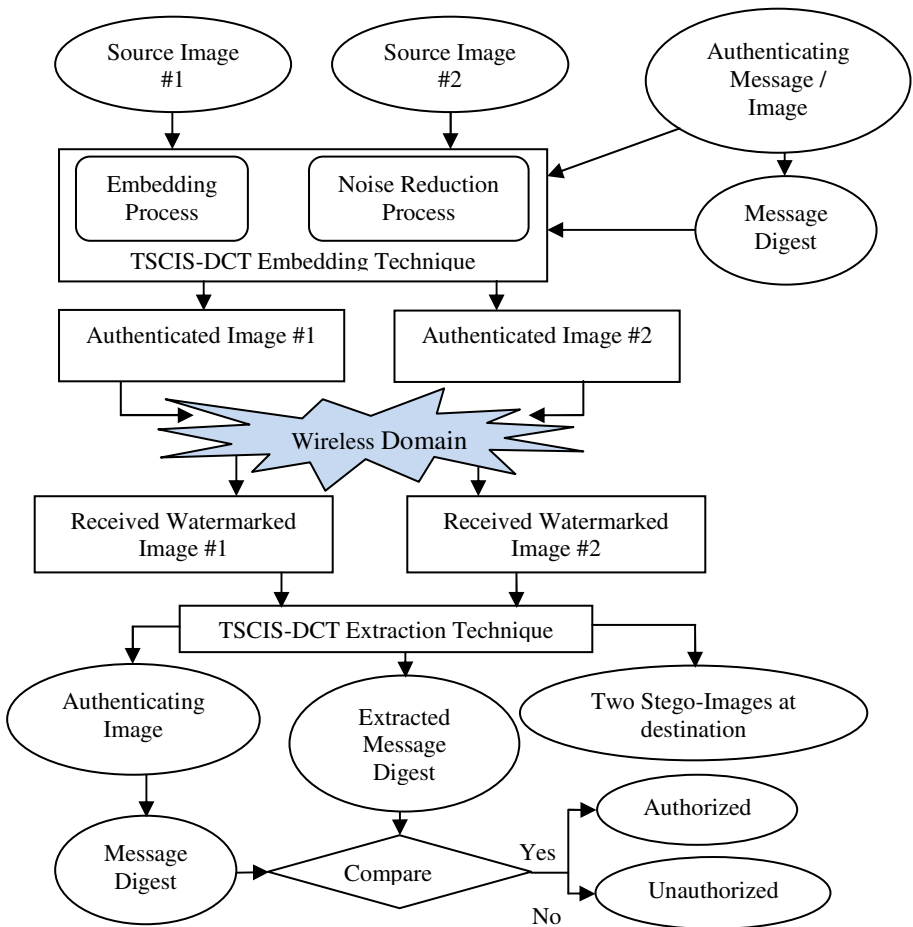 Source Image
#1
Source Image
#2
Authenticating
Message /
Image
Embedding
Process
Noise Reduction
Process
Message
Digest
TSCIS-DCT Embedding Technique
Authenticated Image #1
Authenticated Image #2
Wireless Domain
Received Watermarked
Image #1
Received Watermarked
Image #2
TSCIS-DCT Extraction Technique
Authenticating
Image
Extracted
Message
Digest
Two Stego-Images at
destination
Message
Digest
Compare
Yes
Authorized
No
Unauthorized